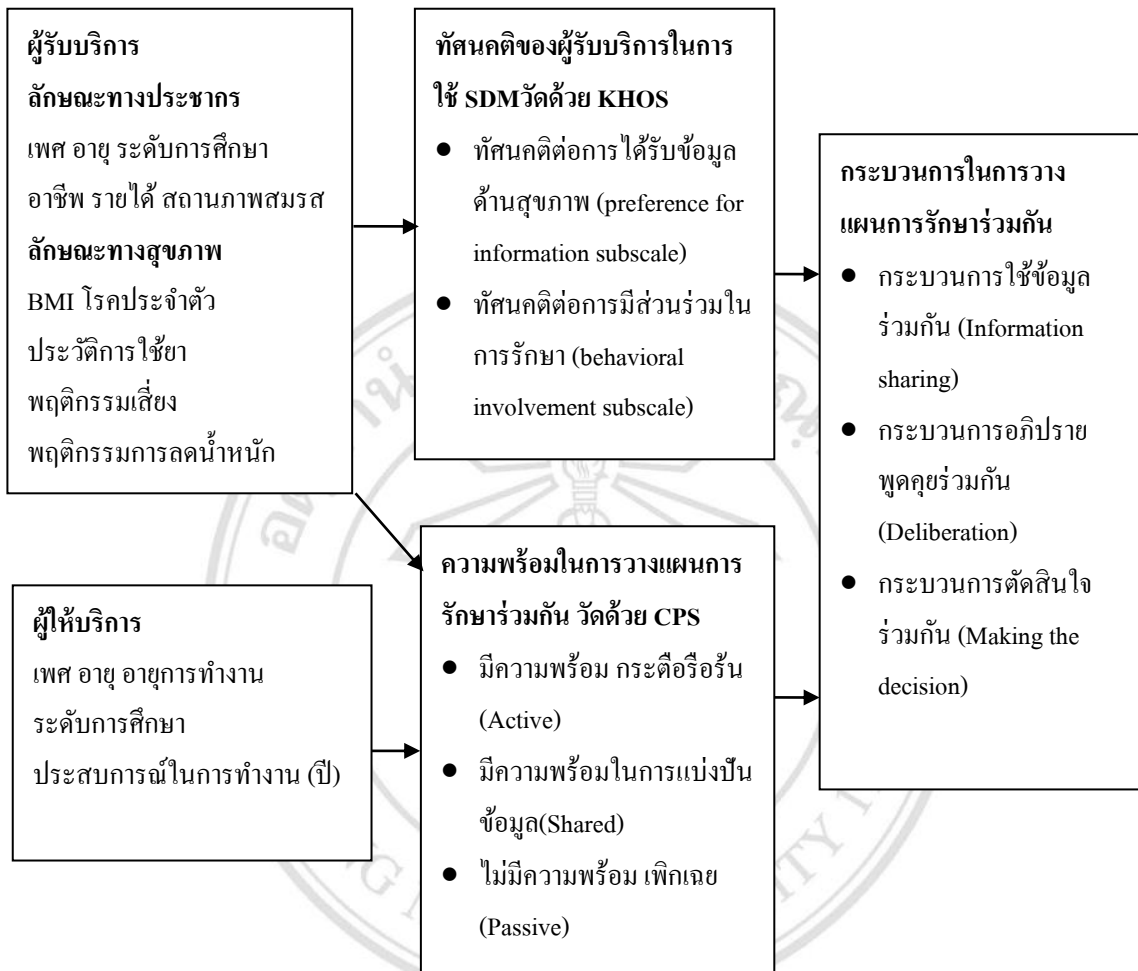 ผู้รับบริการ
ลักษณะทางประชากร
เพศ อายุ ระดับการศึกษา
อาชีพ รายได้ สถานภาพสมรส
ลักษณะทางสุขภาพ
BMI โรคประจำตัว
ประวัติการใช้ยา
พฤติกรรมเสี่ยง
พฤติกรรมการลดน้ำหนัก
ผู้ให้บริการ
เพศ อายุ อายุการทำงาน
ระดับการศึกษา
ประสบการณ์ในการทำงาน (ปี)
ทัศนคติของผู้รับบริการในการ
ใช้ SDMวัดด้วย KHOS
● ทัศนคติต่อการได้รับข้อมูล
ด้านสุขภาพ (preference for
information subscale)
● ทัศนคติต่อการมีส่วนร่วมใน
การรักษา (behavioral
involvement subscale)
ความพร้อมในการวางแผนการ
รักษาร่วมกัน วัดด้วย CPS
● มีความพร้อม กระตือรือร้น
(Active)
● มีความพร้อมในการแบ่งปัน
ข้อมูล(Shared)
● ไม่มีความพร้อม เพิกเฉย
(Passive)
กระบวนการในการวาง
แผนการรักษาร่วมกัน
● กระบวนการใช้ข้อมูล
ร่วมกัน (Information
sharing)
● กระบวนการอภิปราย
พูดคุยร่วมกัน
(Deliberation)
● กระบวนการตัดสินใจ
ร่วมกัน (Making the
decision)